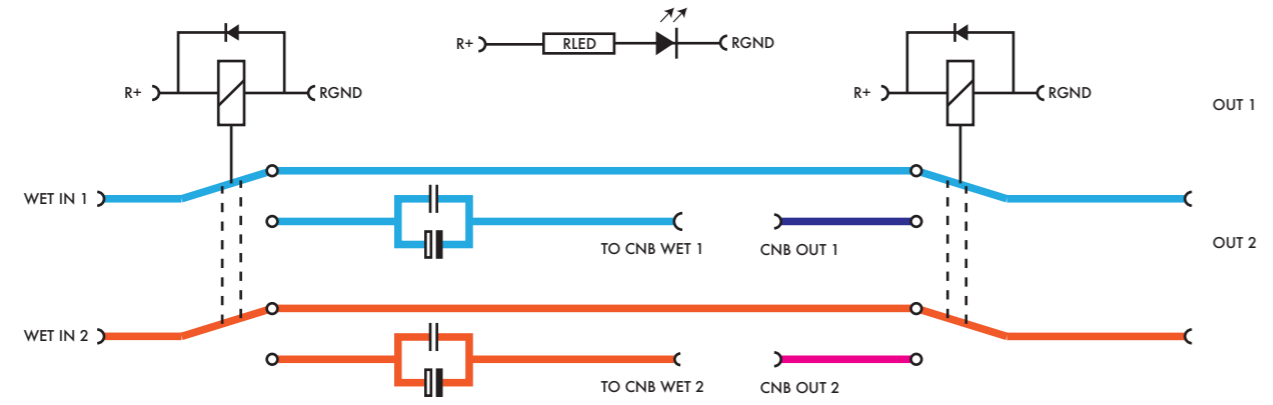 R+
RLED
RGND
R+
RGND
R+
RGND
OUT 1
WET IN 1
TO CNB WET 1
CNB OUT 1
OUT 2
WET IN 2
TO CNB WET 2
CNB OUT 2